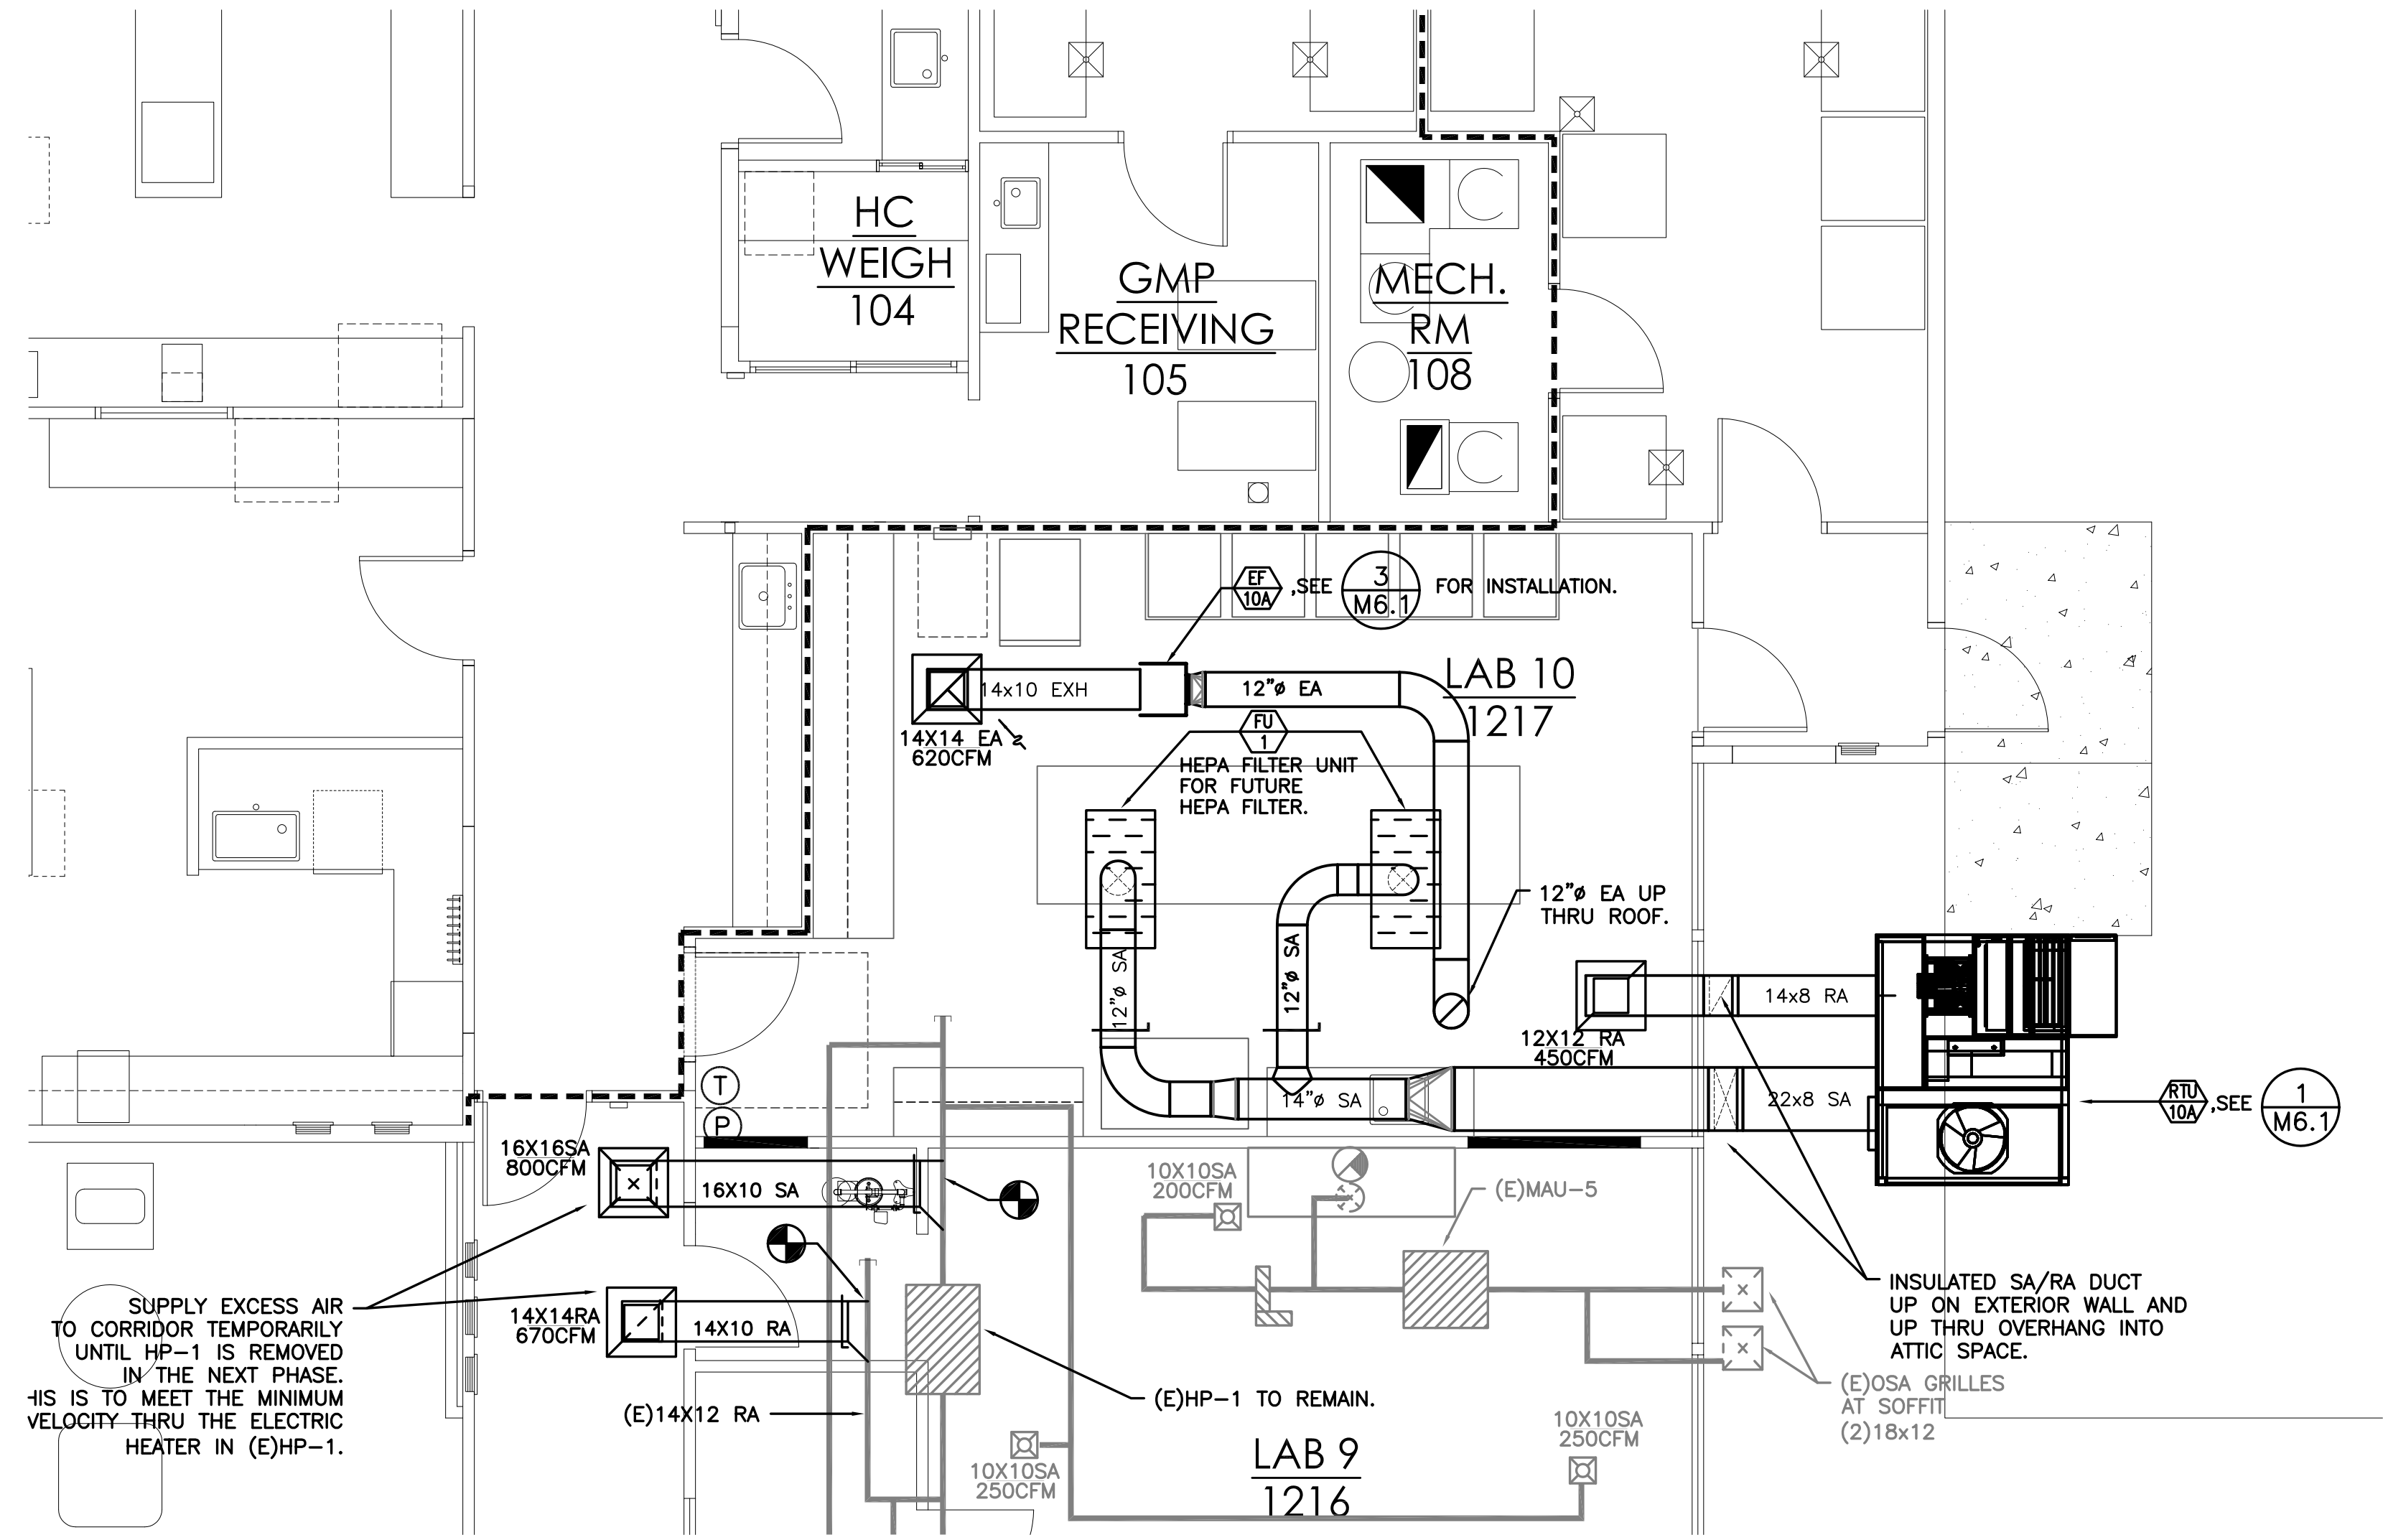 HC
WEIGH
104
GMP
RECEIVING
105
MECH.
RM
108
EF
10A
,SEE
3
M6.1
FOR INSTALLATION.
14x10 EXH
12"ø EA
LAB 10
1217
14X14 EA
620CFM
FU
1
HEPA FILTER UNIT
FOR FUTURE
HEPA FILTER.
12"ø EA UP
THRU ROOF.
12"ø SA
12"ø SA
14x8 RA
12X12 RA
450CFM
14"ø SA
22x8 SA
RTU
10A
,SEE
1
M6.1
T
P
16X16SA
800CFM
16X10 SA
10X10SA
200CFM
(E)MAU-5
SUPPLY EXCESS AIR
TO CORRIDOR TEMPORARILY
UNTIL HP-1 IS REMOVED
IN THE NEXT PHASE.
HIS IS TO MEET THE MINIMUM
VELOCITY THRU THE ELECTRIC
HEATER IN (E)HP-1.
14X14RA
670CFM
14X10 RA
INSULATED SA/RA DUCT
UP ON EXTERIOR WALL AND
UP THRU OVERHANG INTO
ATTIC SPACE.
(E)14X12 RA
(E)HP-1 TO REMAIN.
(E)OSA GRILLES
AT SOFFIT
(2)18x12
10X10SA
250CFM
LAB 9
1216
10X10SA
250CFM